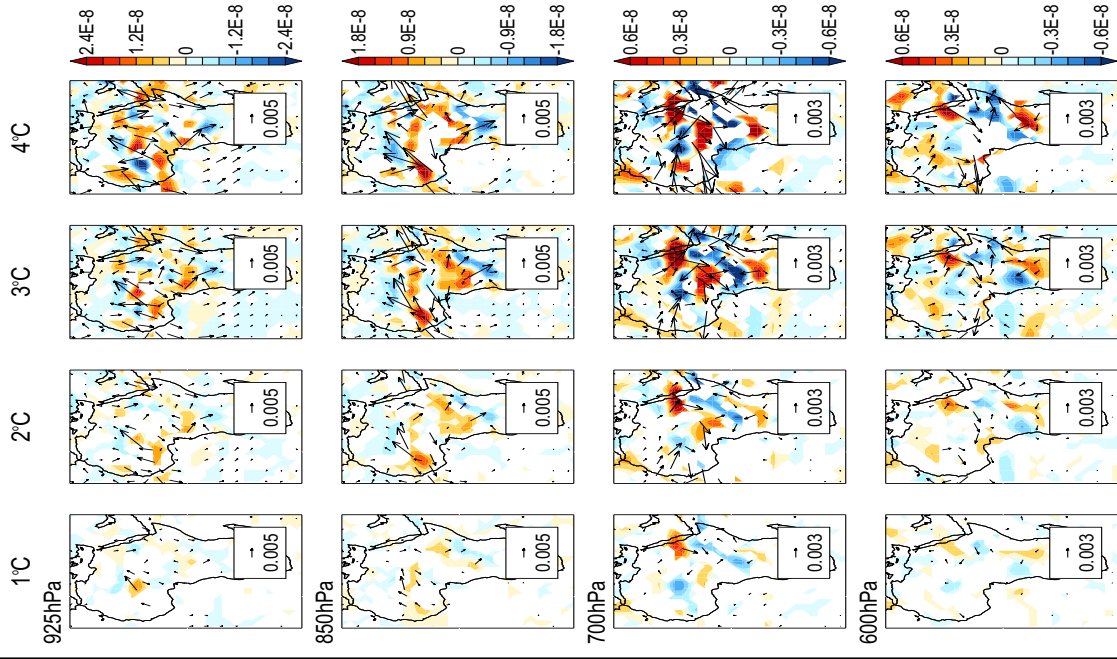 1°C 2°C 3°C 4°C
925hPa
2.4E-8
1.2E-8
0
-1.2E-8
-2.4E-8
0.005 0.005 0.005 0.005
850hPa
1.8E-8
0.9E-8
0
-0.9E-8
-1.8E-8
0.005 0.005 0.005 0.005
700hPa
0.6E-8
0.3E-8
0
-0.3E-8
-0.6E-8
0.003 0.003 0.003 0.003
600hPa
0.6E-8
0.3E-8
0
-0.3E-8
-0.6E-8
0.003 0.003 0.003 0.003